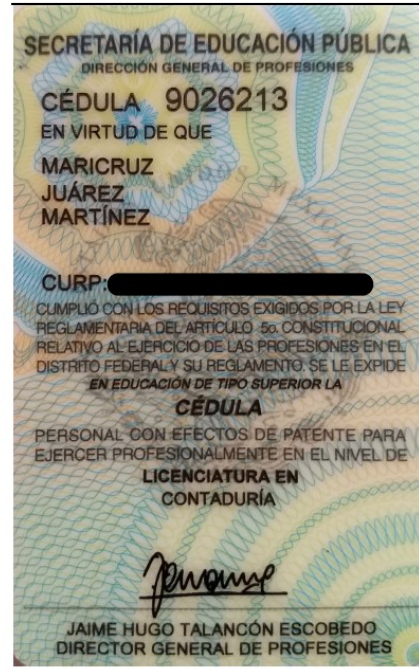 SECRETARÍA DE EDUCACIÓN PÚBLICA
DIRECCIÓN GENERAL DE PROFESIONES
CÉDULA 9026213
EN VIRTUD DE QUE
MARICRUZ
JUÁREZ
MARTÍNEZ
CURP:
CUMPLIÓ CON LOS REQUISITOS EXIGIDOS POR LA LEY
REGLAMENTARIA DEL ARTÍCULO 5o. CONSTITUCIONAL
RELATIVO AL EJERCICIO DE LAS PROFESIONES EN EL
DISTRITO FEDERAL Y SU REGLAMENTO. SE LE EXPIDE
EN EDUCACIÓN DE TIPO SUPERIOR LA
CÉDULA
PERSONAL CON EFECTOS DE PATENTE PARA
EJERCER PROFESIONALMENTE EN EL NIVEL DE
LICENCIATURA EN
CONTADURÍA
JAIME HUGO TALANCÓN ESCOBEDO
DIRECTOR GENERAL DE PROFESIONES